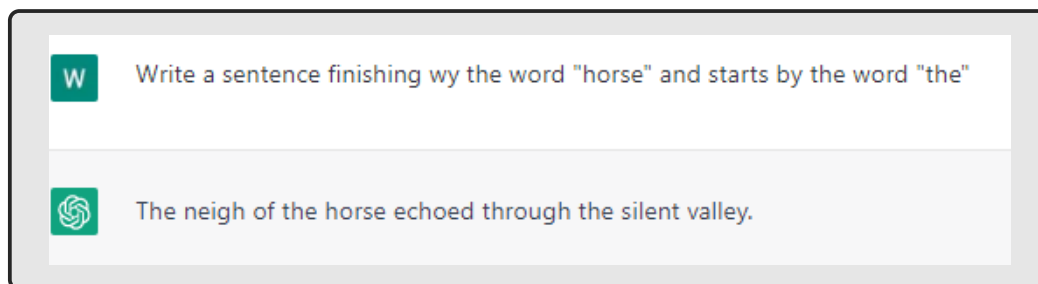 W
Write a sentence finishing wy the word "horse" and starts by the word "the"
The neigh of the horse echoed through the silent valley.